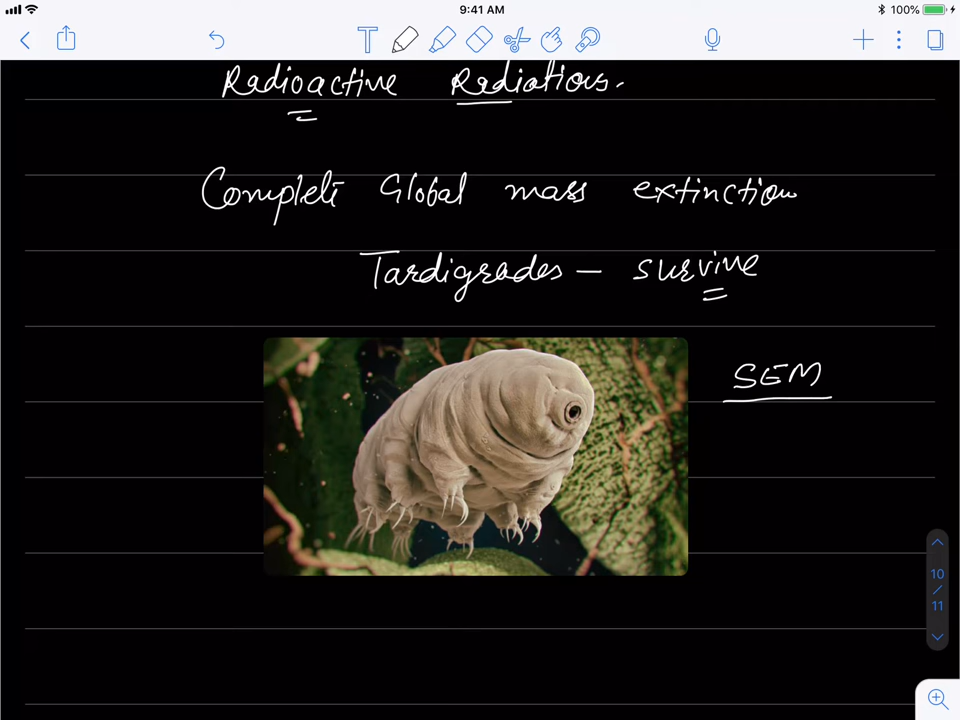 9:41 AM
100%
Radioactive Radiations.
Complete Global mass extinction
Tardigrades — survive
SEM
10
/
11